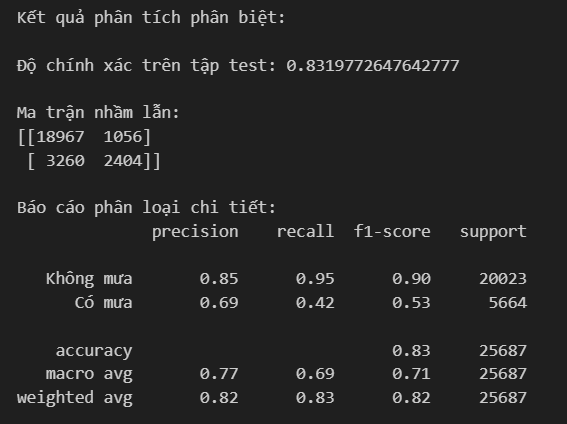 Kết quả phân tích phân biệt:
Độ chính xác trên tập test: 0.8319772647642777
Ma trận nhầm lẫn:
[[18967  1056]
 [ 3260  2404]]
Báo cáo phân loại chi tiết:
              precision    recall  f1-score   support
   Không mưa       0.85      0.95      0.90     20023
      Có mưa       0.69      0.42      0.53      5664
    accuracy                           0.83     25687
   macro avg       0.77      0.69      0.71     25687
weighted avg       0.82      0.83      0.82     25687